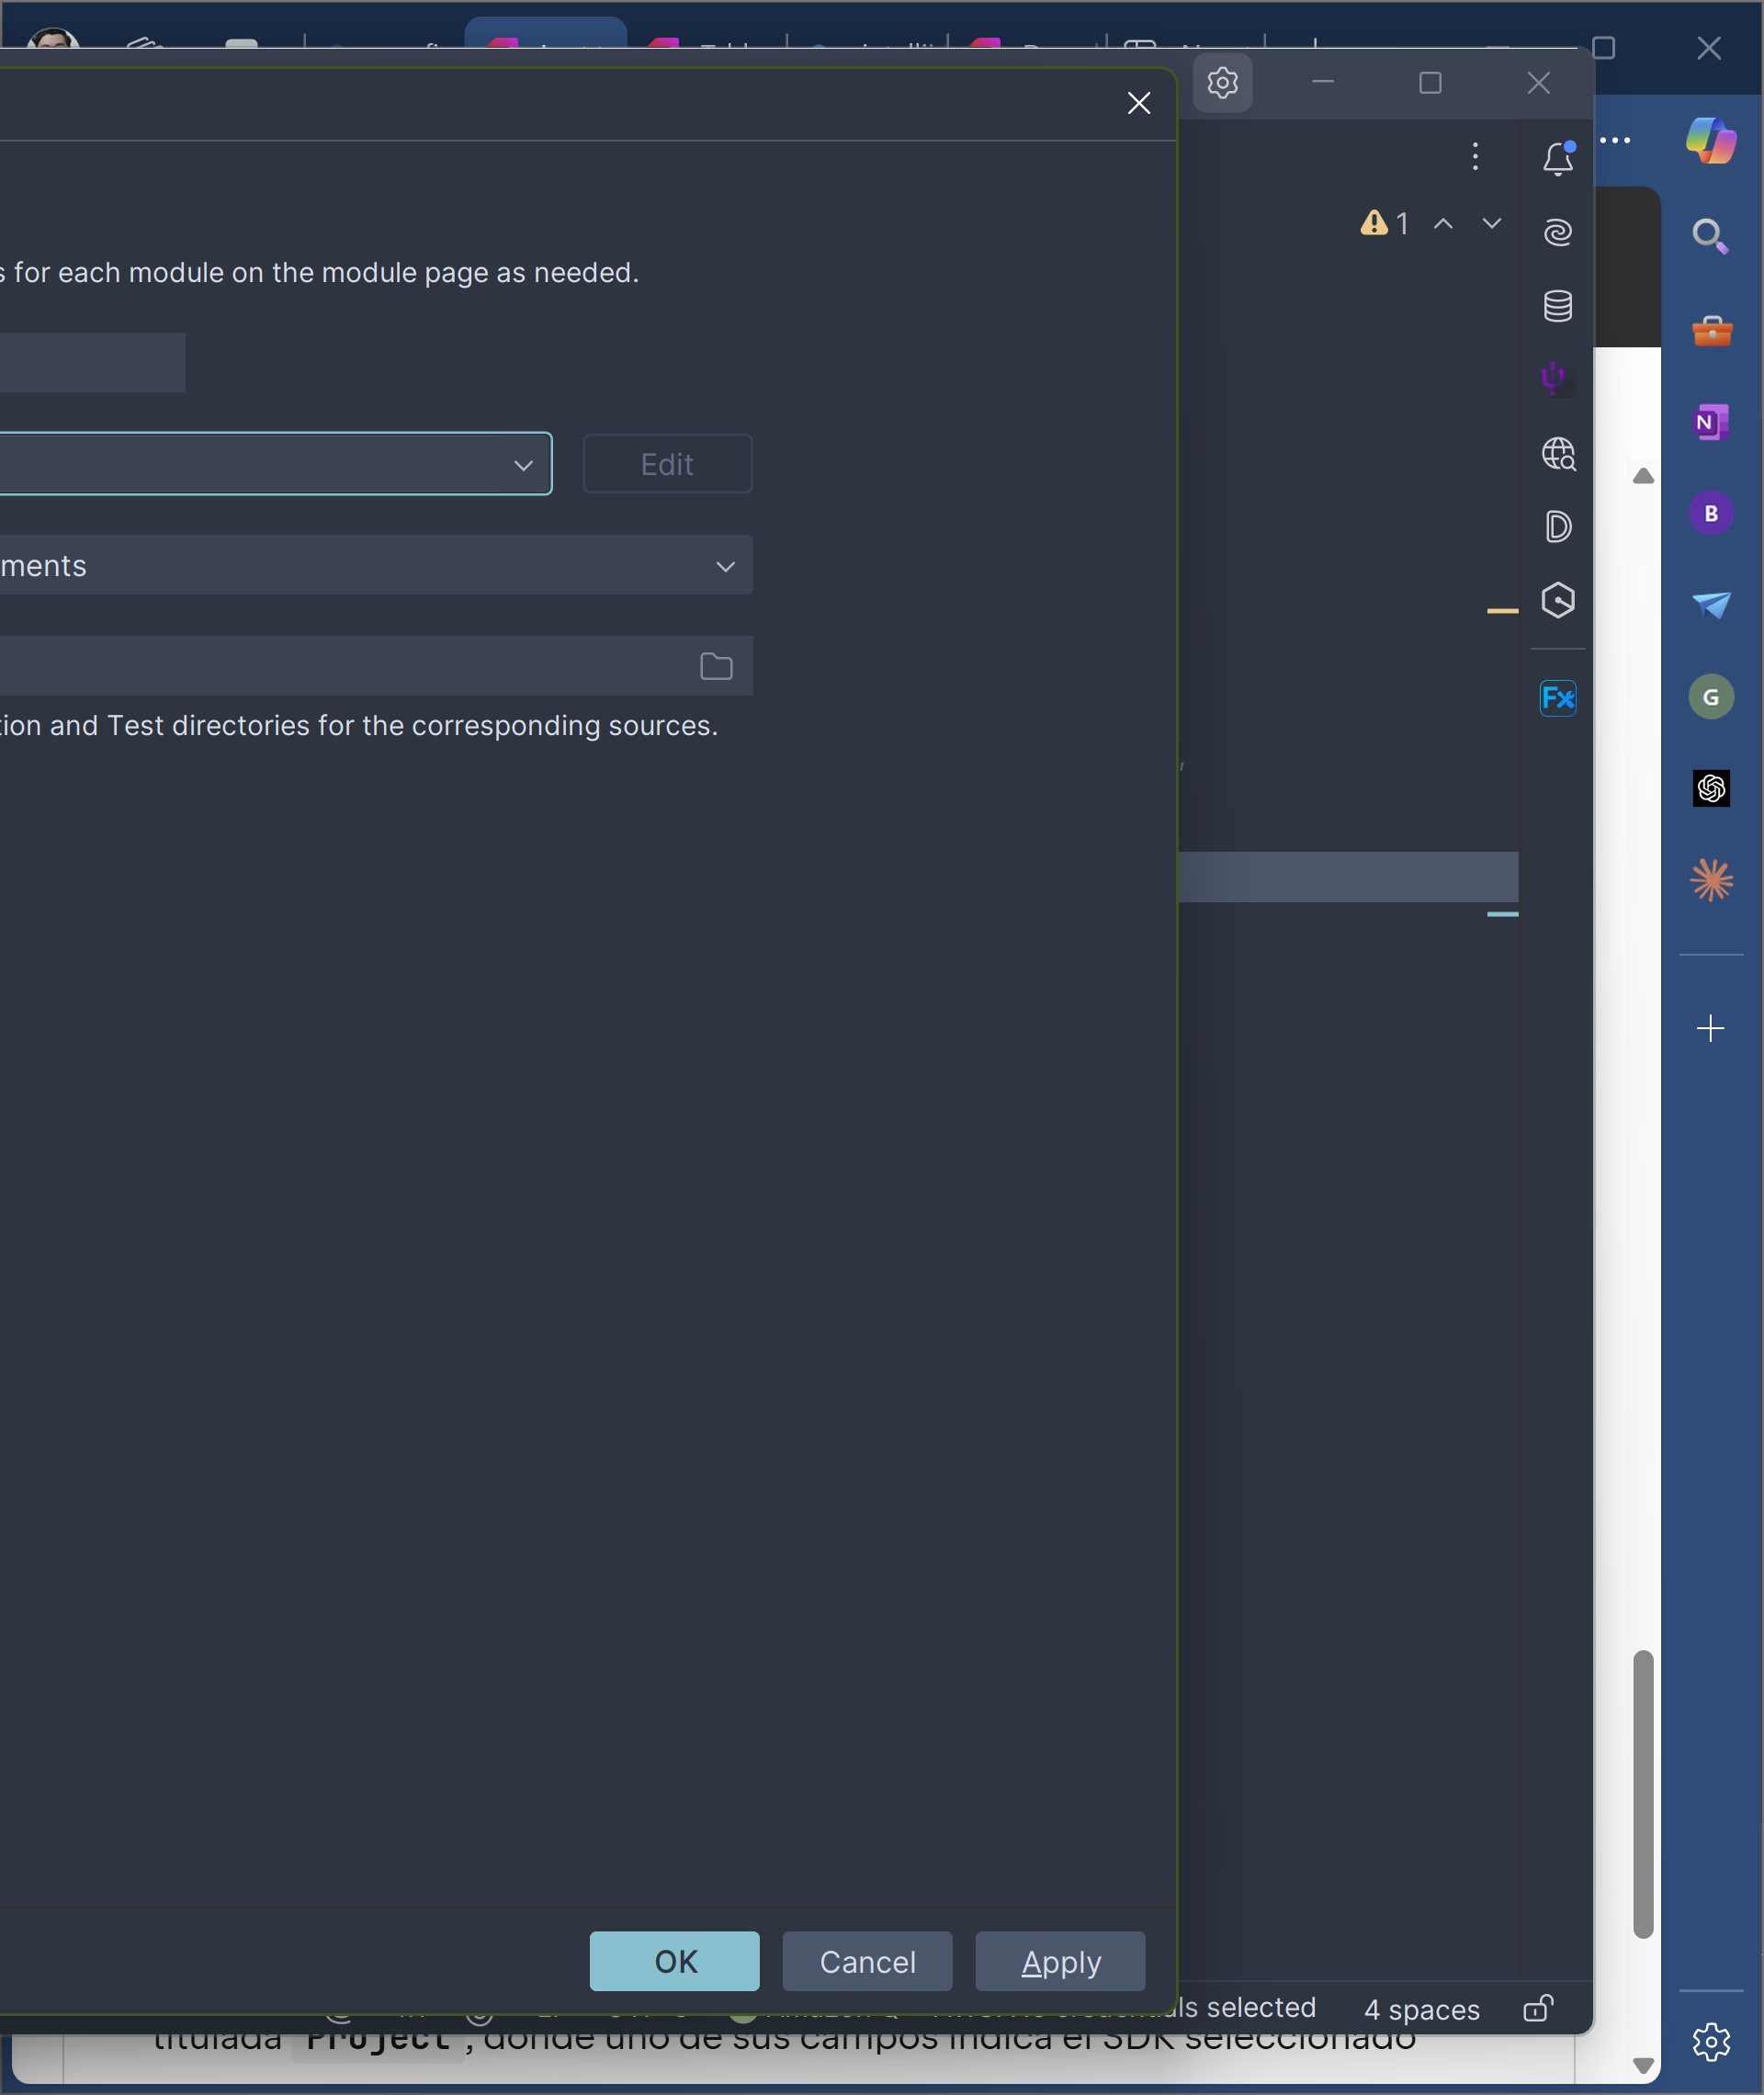 1
s for each module on the module page as needed.
Edit
ments
tion and Test directories for the corresponding sources.
Fx
N
B
G
OK
Cancel
Apply
ls selected
4 spaces
titulada Project, donde uno de sus campos indica el SDK seleccionado